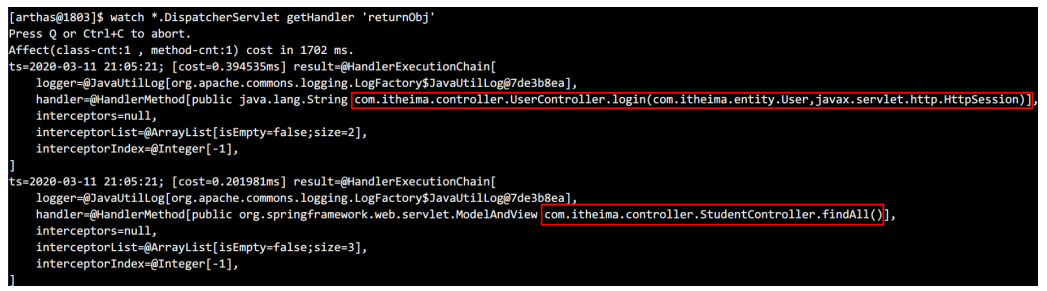 [arthas@1803]$ watch *.DispatcherServlet getHandler 'returnObj'
Press Q or Ctrl+C to abort.
Affect(class-cnt:1 , method-cnt:1) cost in 1702 ms.
ts=2020-03-11 21:05:21; [cost=0.394535ms] result=@HandlerExecutionChain[
    logger=@JavaUtilLog[org.apache.commons.logging.LogFactory$JavaUtilLog@7de3b8ea],
    handler=@HandlerMethod[public java.lang.String com.itheima.controller.UserController.login(com.itheima.entity.User,javax.servlet.http.HttpSession)],
    interceptors=null,
    interceptorList=@ArrayList[isEmpty=false;size=2],
    interceptorIndex=@Integer[-1],
]
ts=2020-03-11 21:05:21; [cost=0.201981ms] result=@HandlerExecutionChain[
    logger=@JavaUtilLog[org.apache.commons.logging.LogFactory$JavaUtilLog@7de3b8ea],
    handler=@HandlerMethod[public org.springframework.web.servlet.ModelAndView com.itheima.controller.StudentController.findAll()],
    interceptors=null,
    interceptorList=@ArrayList[isEmpty=false;size=3],
    interceptorIndex=@Integer[-1],
]